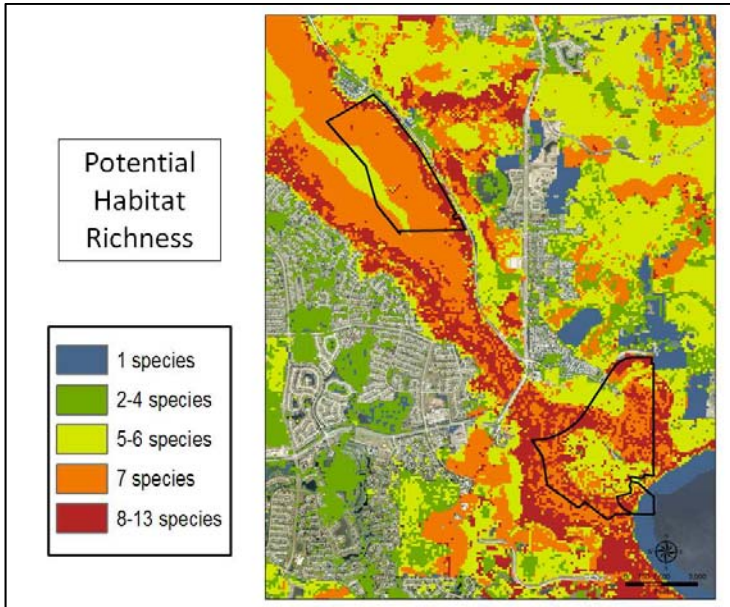 Potential
Habitat
Richness
1 species
2-4 species
5-6 species
7 species
8-13 species